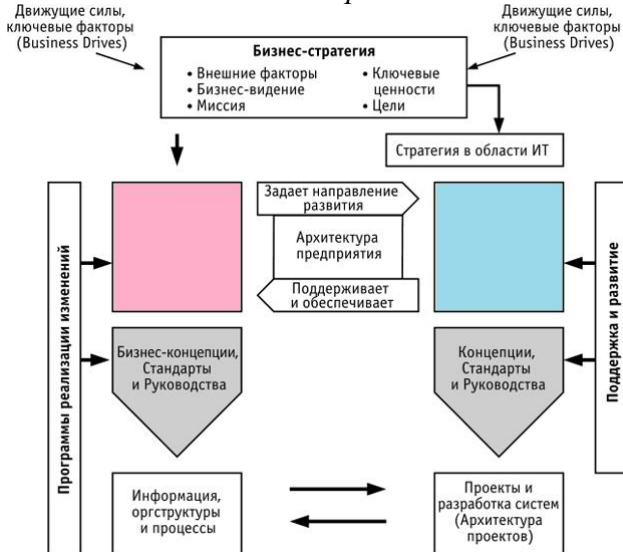 Движущие силы,
ключевые факторы
(Business Drives)
Движущие силы,
ключевые факторы
(Business Drives)
Бизнес-стратегия
• Внешние факторы
• Бизнес-видение
• Миссия
• Ключевые
ценности
• Цели
Стратегия в области ИТ
Задает направление
развития
Архитектура
предприятия
Поддерживает
и обеспечивает
Программы реализации изменений
Поддержка и развитие
Бизнес-концепции,
Стандарты
и Руководства
Концепции,
Стандарты
и Руководства
Информация,
оргструктуры
и процессы
Проекты и
разработка систем
(Архитектура
проектов)